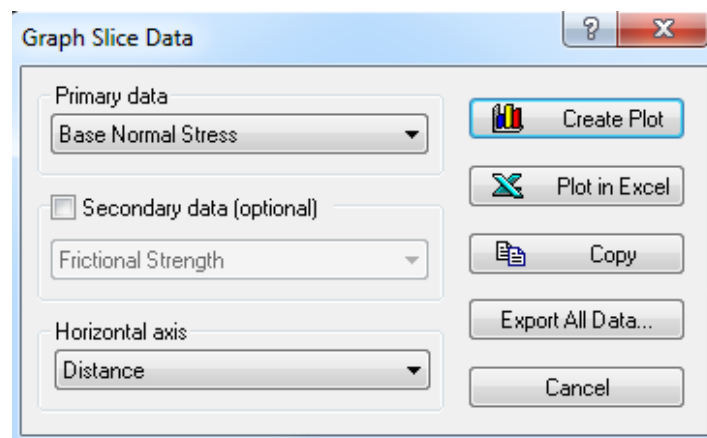 Graph Slice Data
?
X
Primary data
Base Normal Stress
Secondary data (optional)
Frictional Strength
Horizontal axis
Distance
Create Plot
Plot in Excel
Copy
Export All Data...
Cancel